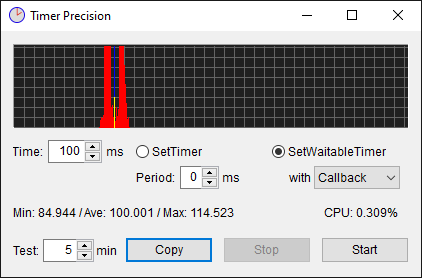 Timer Precision
Time: 100 ms SetTimer SetWaitableTimer
Period: 0 ms with Callback
Min: 84.944 / Ave: 100.001 / Max: 114.523 CPU: 0.309%
Test: 5 min Copy Stop Start